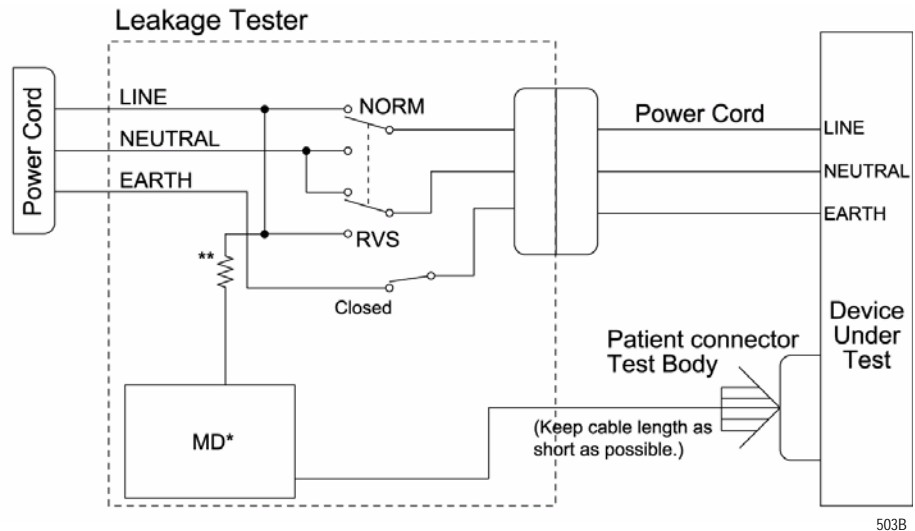 Leakage Tester
Power Cord
LINE
NEUTRAL
EARTH
NORM
RVS
**
Closed
MD*
Power Cord
LINE
NEUTRAL
EARTH
Device
Under
Test
Patient connector
Test Body
(Keep cable length as
short as possible.)
503B